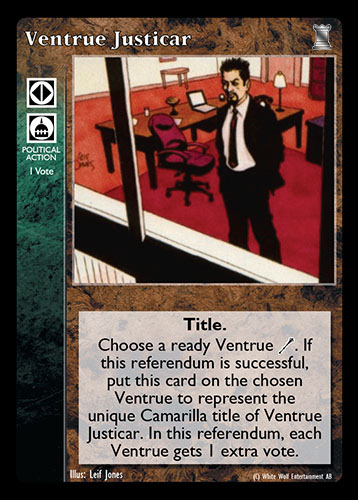 Ventrue Justicar
POLITICAL
ACTION
1 Vote
Title.
Choose a ready Ventrue . If
this referendum is successful,
put this card on the chosen
Ventrue to represent the
unique Camarilla title of Ventrue
Justicar. In this referendum, each
Ventrue gets 1 extra vote.
Illus: Leif Jones
(C) White Wolf Entertainment AB